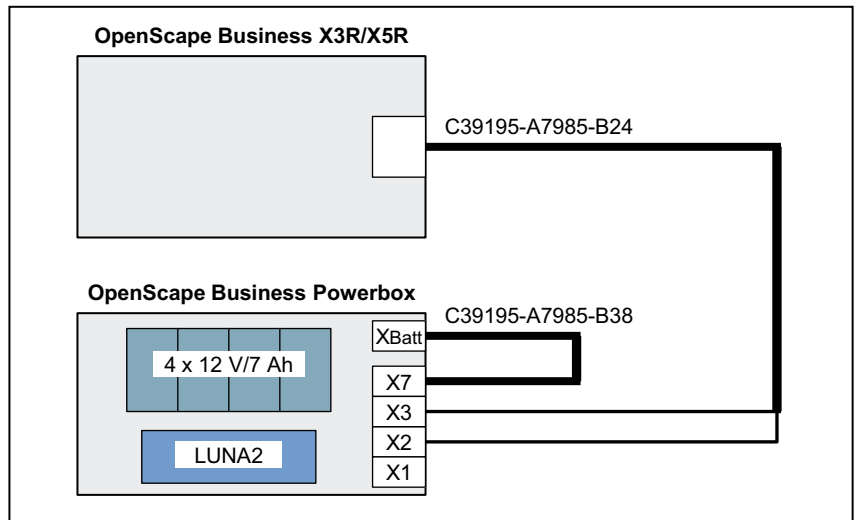 OpenScape Business X3R/X5R
C39195-A7985-B24
OpenScape Business Powerbox
C39195-A7985-B38
XBatt
4 x 12 V/7 Ah
X7
X3
X2
LUNA2
X1